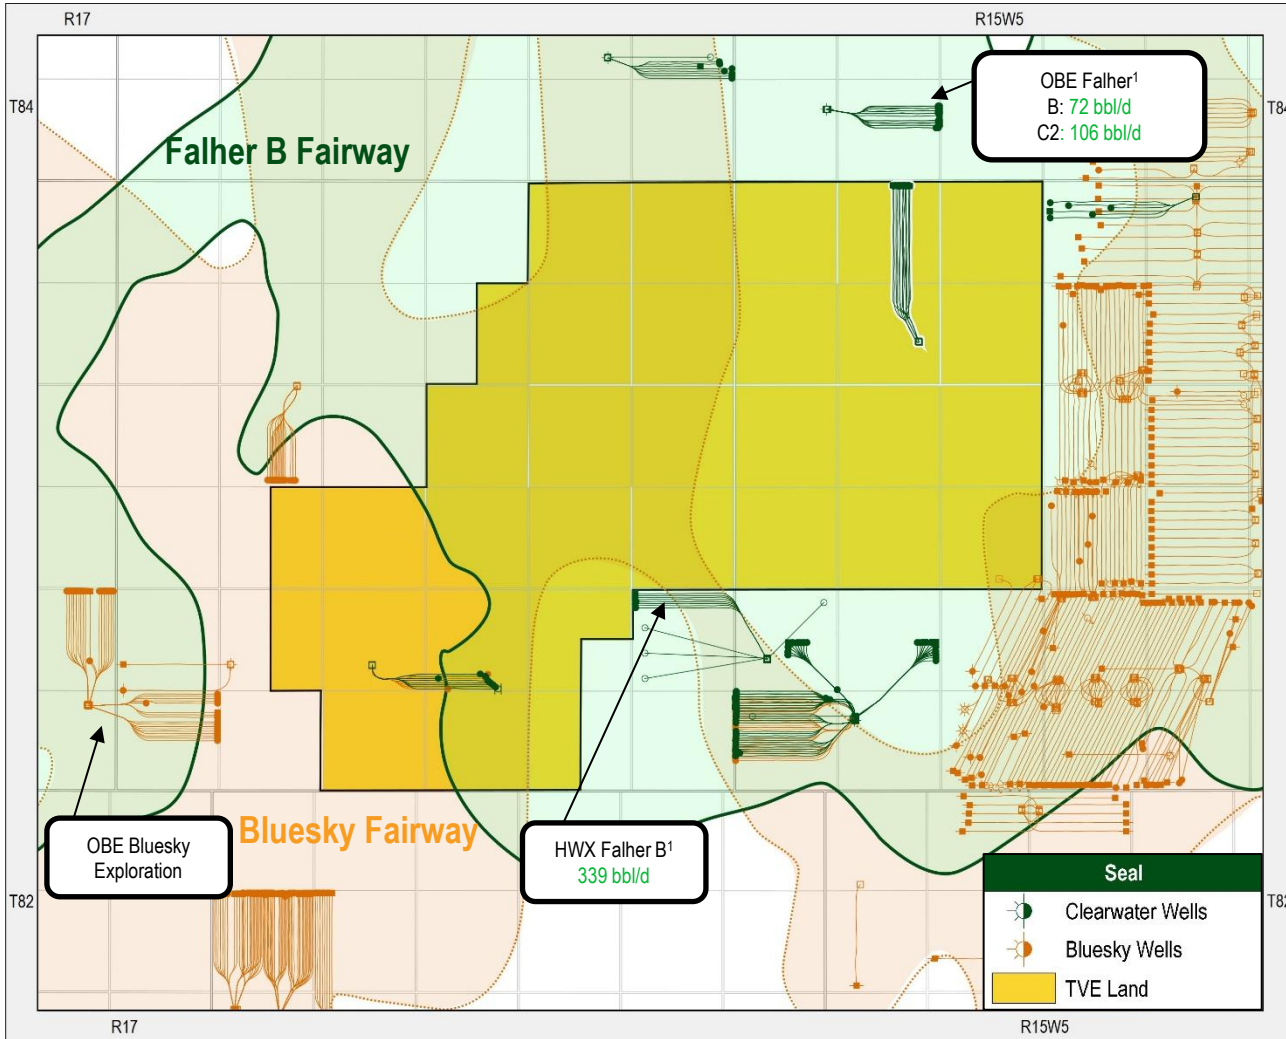 R17
R15W5
T84
T84
OBE Falher¹
B: 72 bbl/d
C2: 106 bbl/d
Falher B Fairway
OBE Bluesky
Exploration
Bluesky Fairway
HWX Falher B¹
339 bbl/d
Seal
Clearwater Wells
Bluesky Wells
TVE Land
T82
T82
R17
R15W5